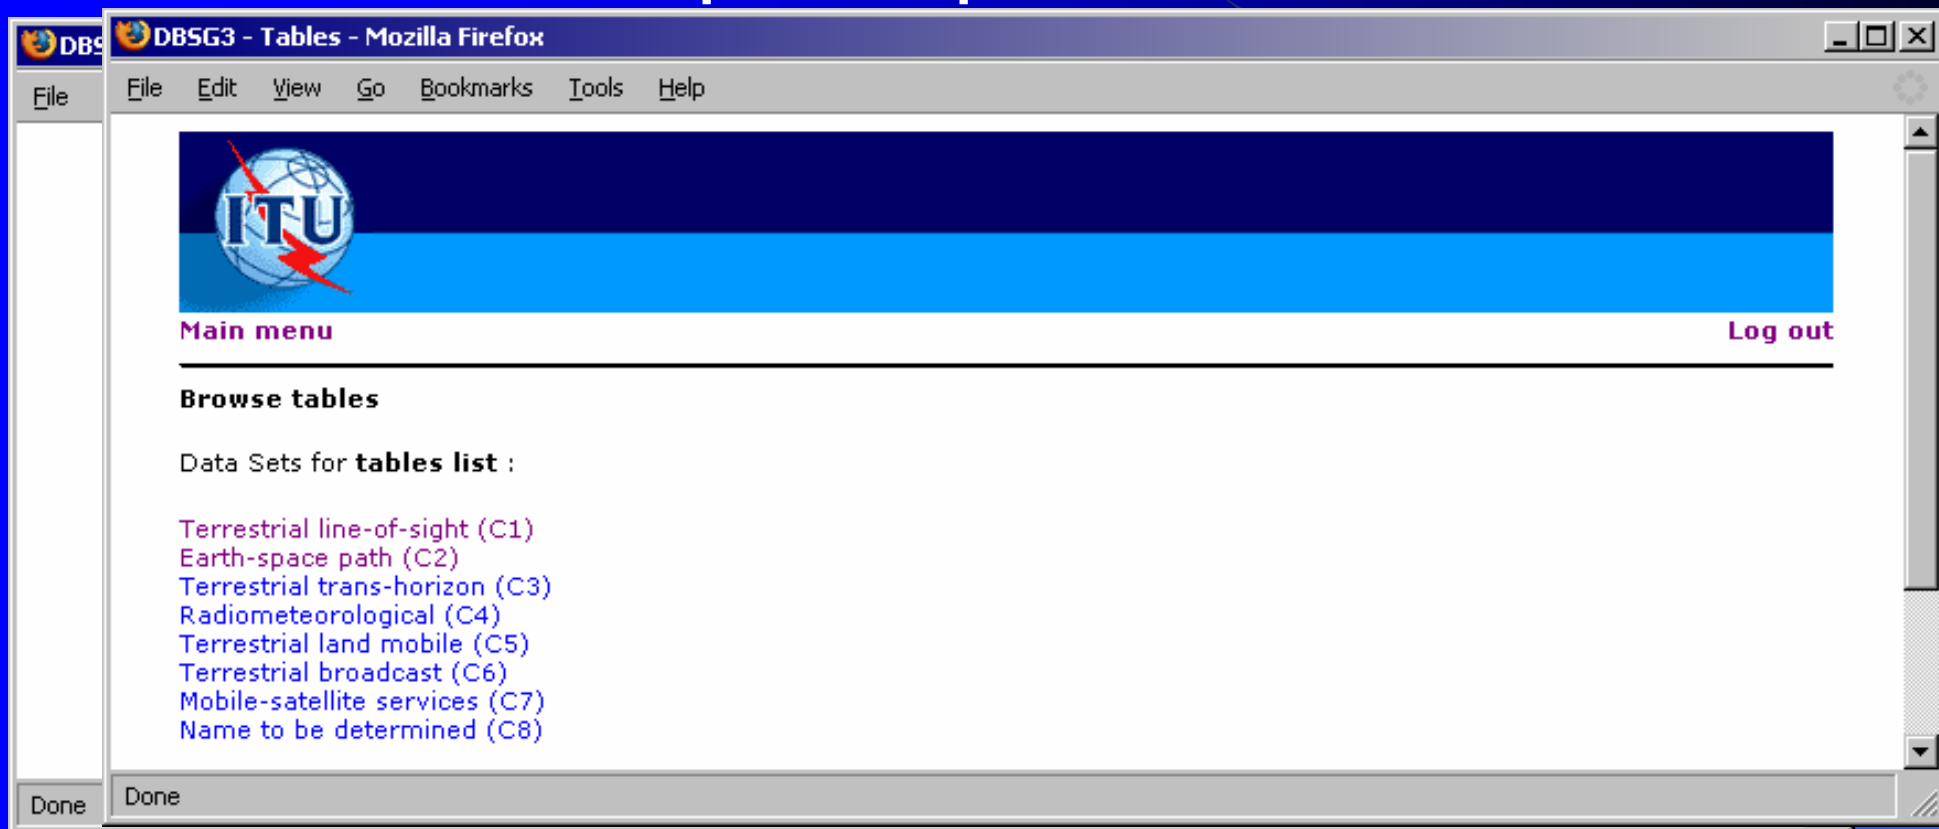 DBS
File
Done
DBSG3 - Tables - Mozilla Firefox
File Edit View Go Bookmarks Tools Help
ITU
Main menu Log out
Browse tables
Data Sets for tables list :
Terrestrial line-of-sight (C1)
Earth-space path (C2)
Terrestrial trans-horizon (C3)
Radiometeorological (C4)
Terrestrial land mobile (C5)
Terrestrial broadcast (C6)
Mobile-satellite services (C7)
Name to be determined (C8)
Done